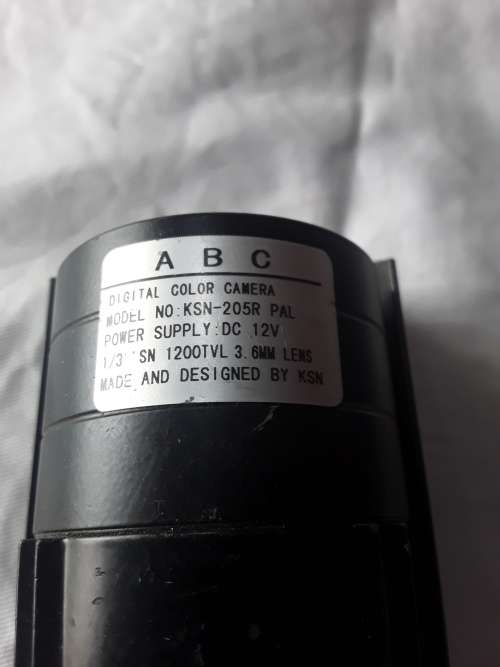 A B C
DIGITAL COLOR CAMERA
MODEL NO:KSN-205R PAL
POWER SUPPLY:DC 12V
1/3" SN 1200TVL 3.6MM LENS
MADE AND DESIGNED BY KSN